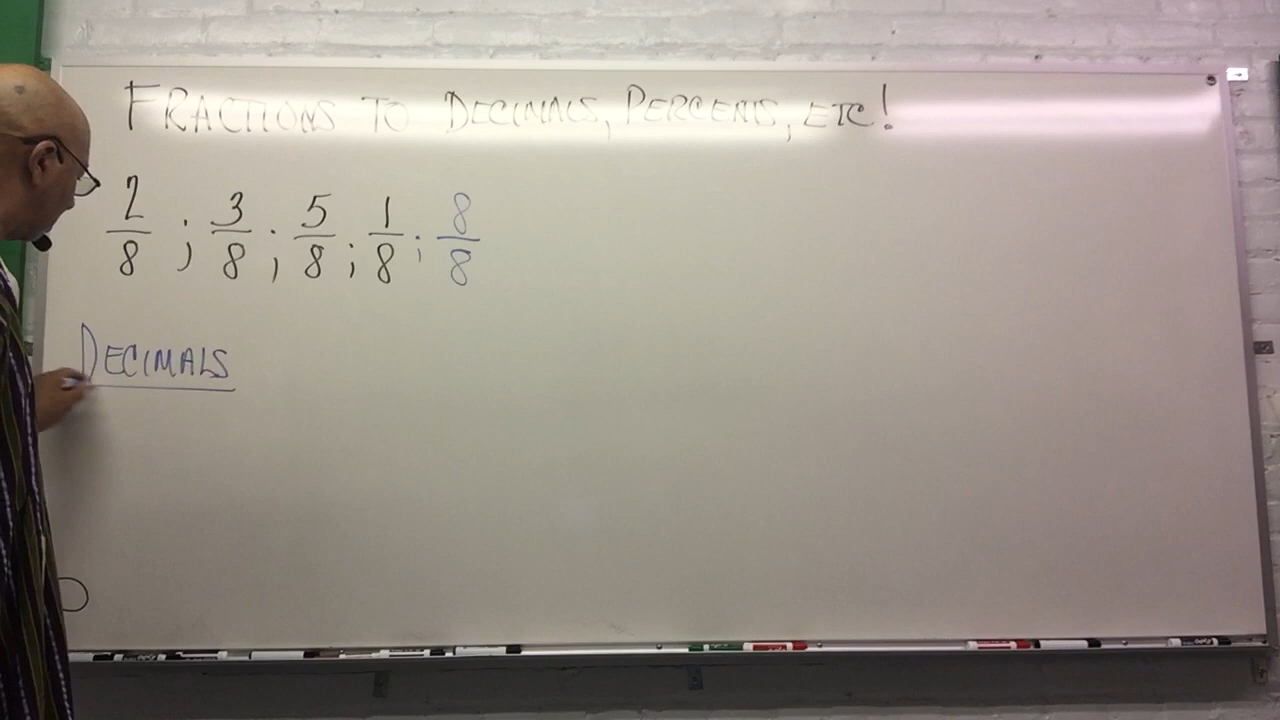 FRACTIONS TO DECIMALS, PERCENTS, ETC!
2/8 ; 3/8 ; 5/8 ; 1/8 ; 8/8
DECIMALS